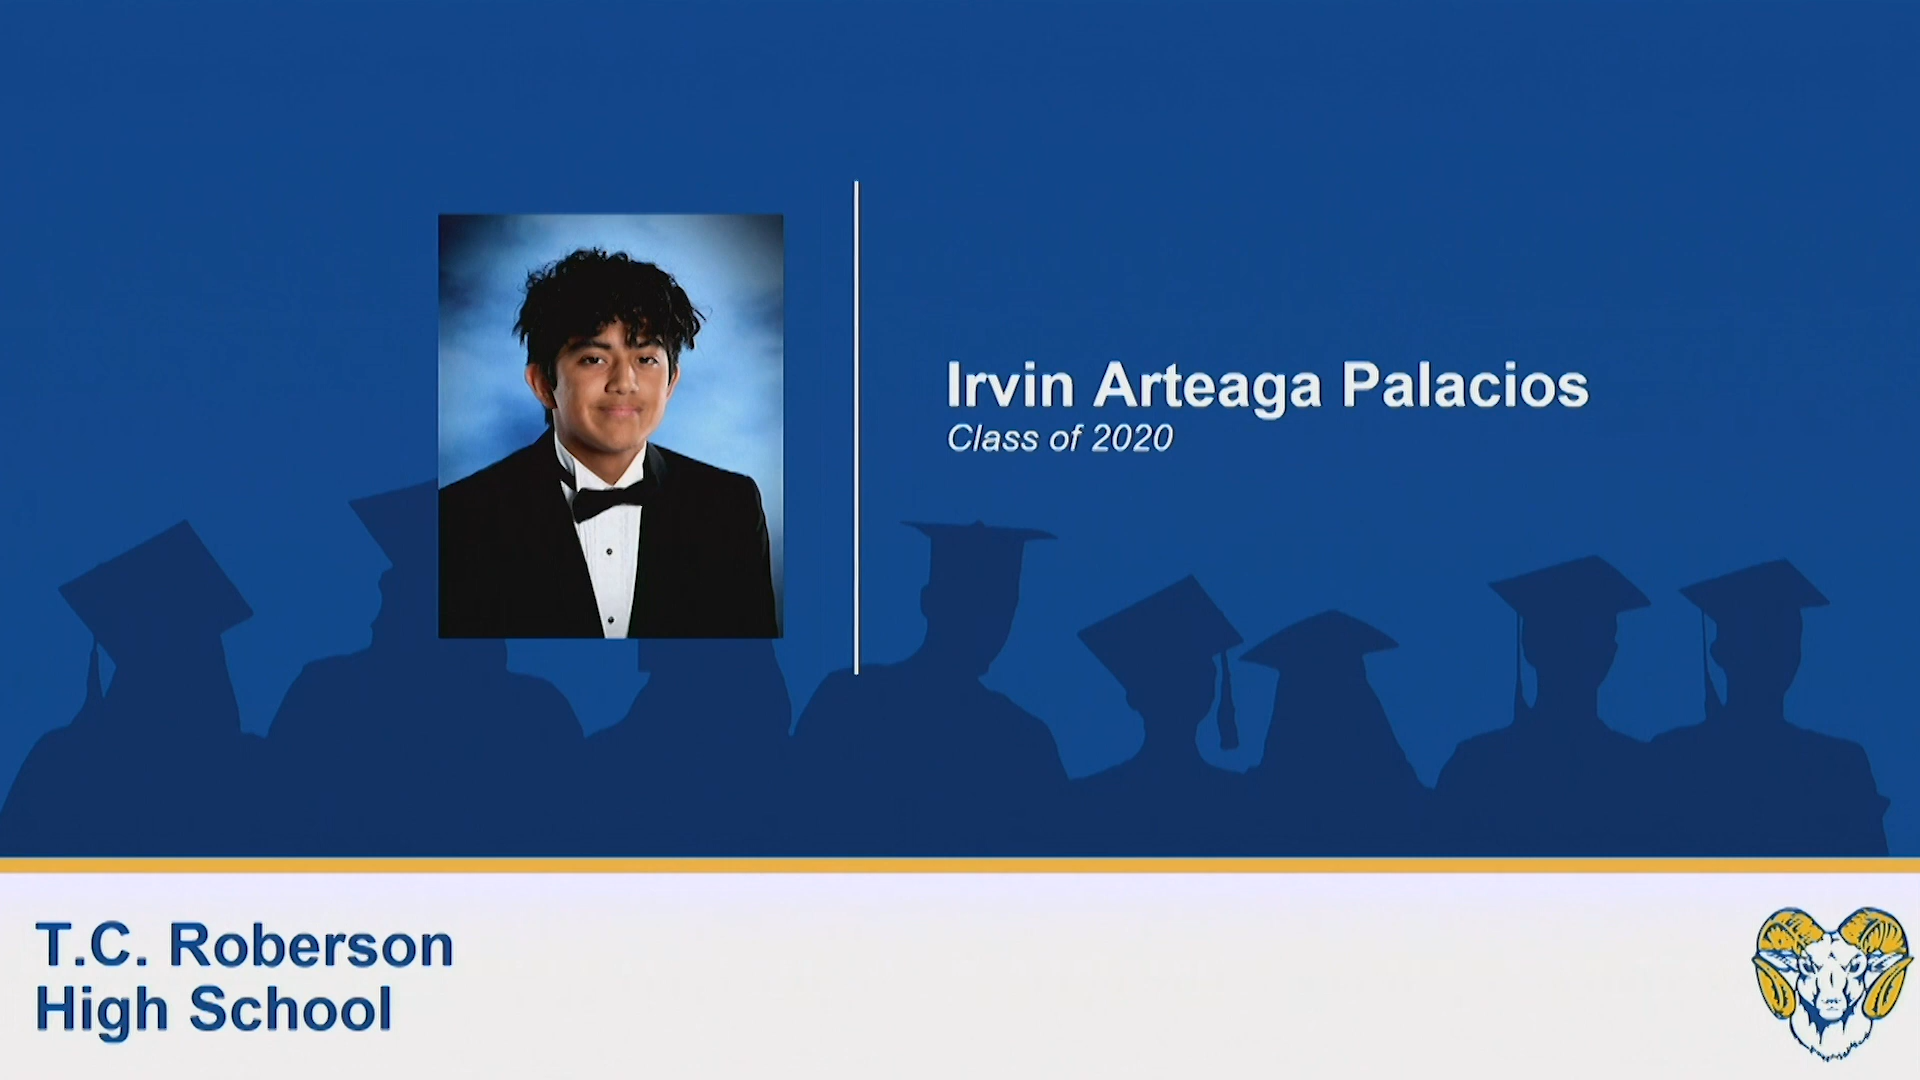 Irvin Arteaga Palacios
Class of 2020
T.C. Roberson
High School